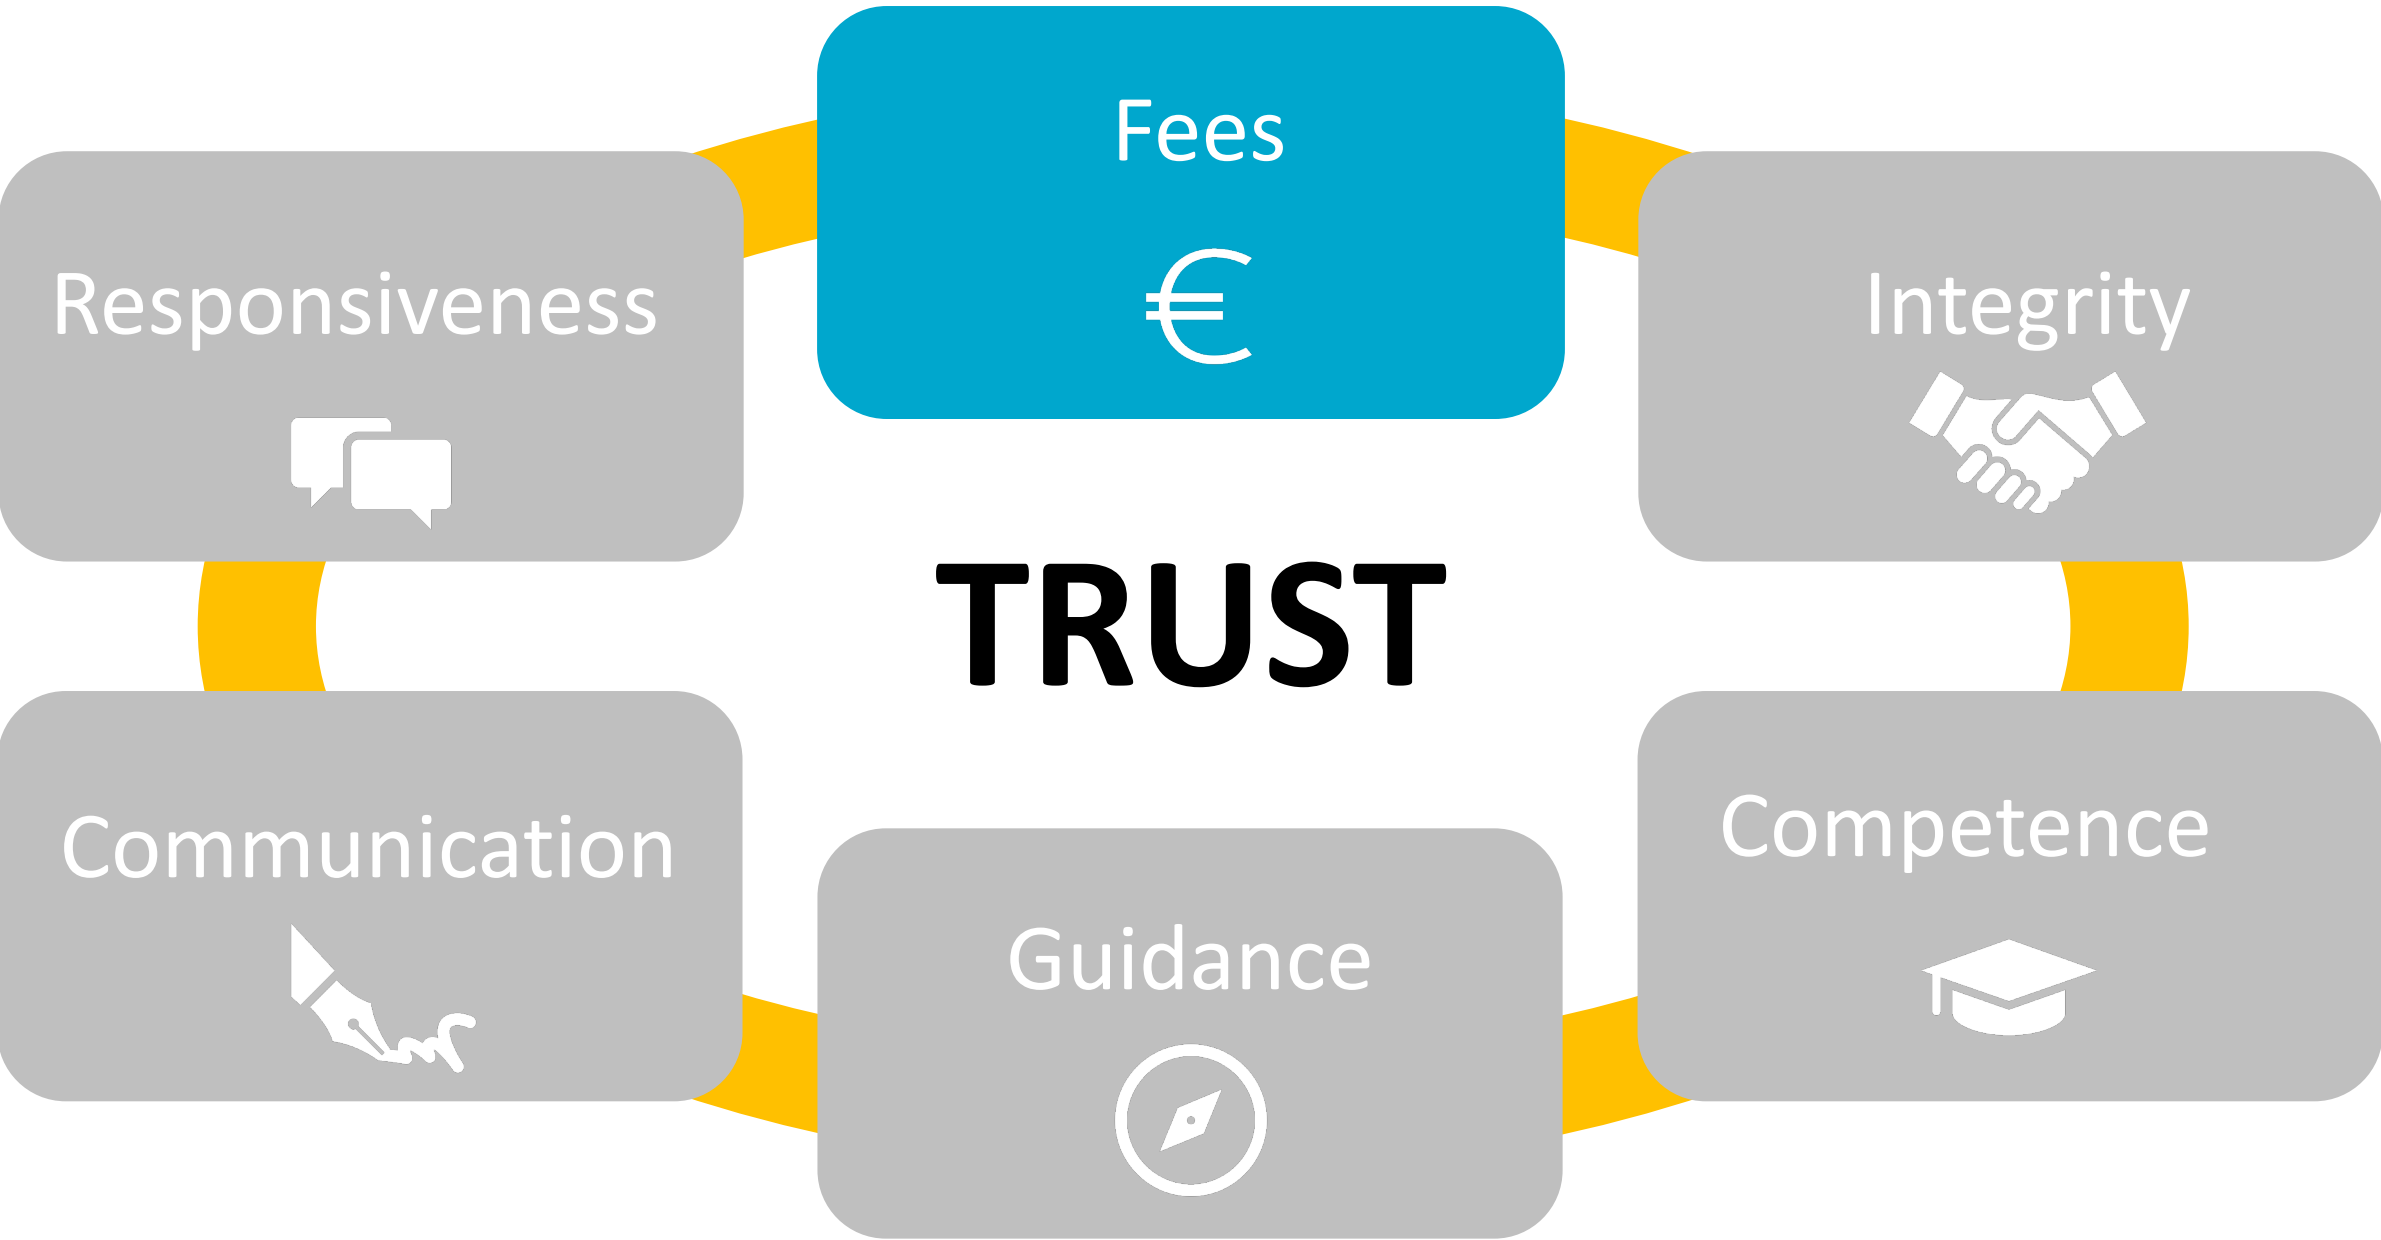 Fees
€
Responsiveness
Integrity
TRUST
Communication
Competence
Guidance